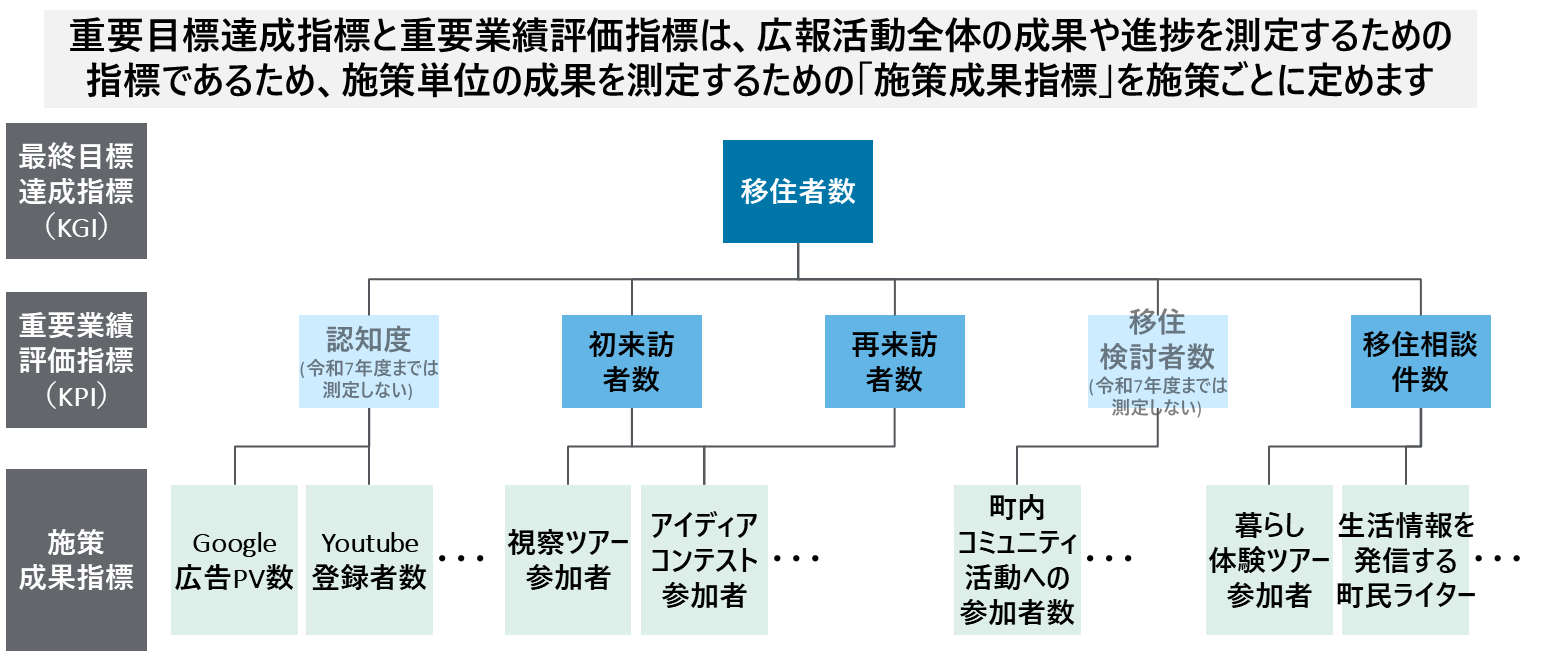 重要目標達成指標と重要業績評価指標は、広報活動全体の成果や進捗を測定するための
指標であるため、施策単位の成果を測定するための「施策成果指標」を施策ごとに定めます
最終目標
達成指標
（KGI）
移住者数
重要業績
評価指標
（KPI）
認知度
(令和7年度までは
測定しない)
初来訪
者数
再来訪
者数
移住
検討者数
(令和7年度までは
測定しない)
移住相談
件数
施策
成果指標
Google
広告PV数
Youtube
登録者数
・・・
視察ツアー
参加者
アイディア
コンテスト
参加者
・・・
町内
コミュニティ
活動への
参加者数
・・・
暮らし
体験ツアー
参加者
生活情報を
発信する
町民ライター
・・・